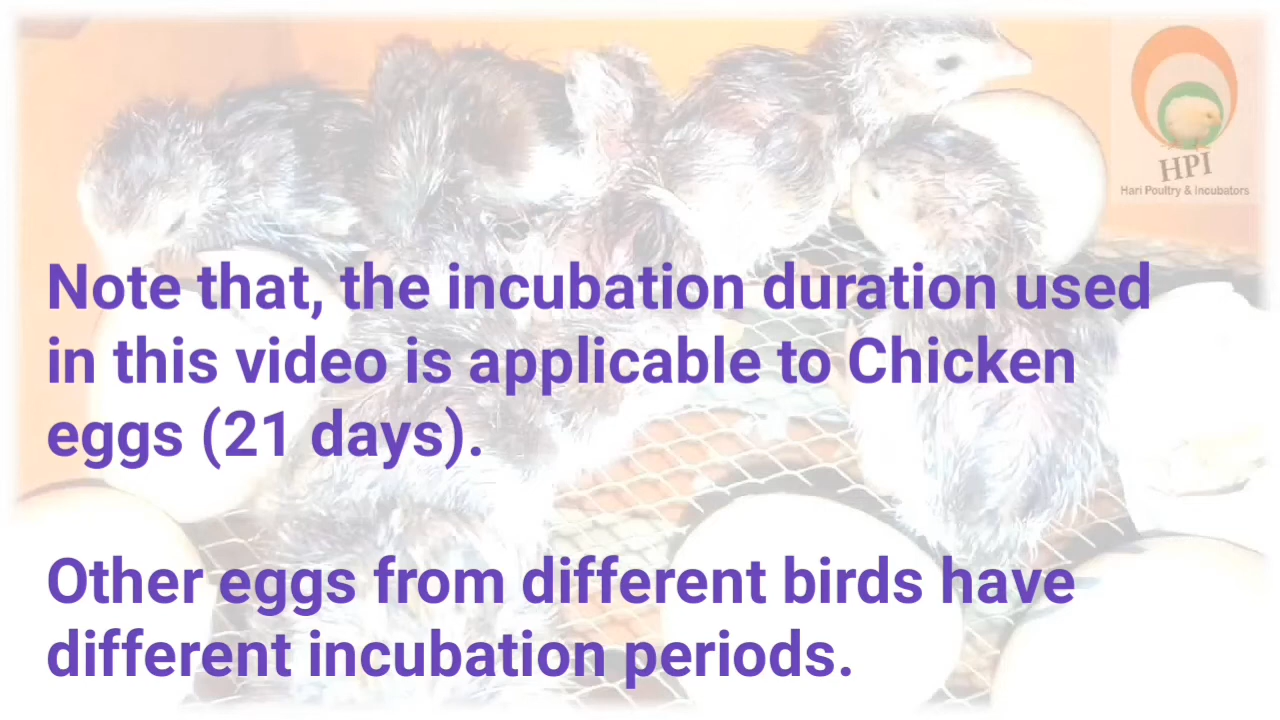 HPI
Hari Poultry & Incubators
Note that, the incubation duration used
in this video is applicable to Chicken
eggs (21 days).
Other eggs from different birds have
different incubation periods.